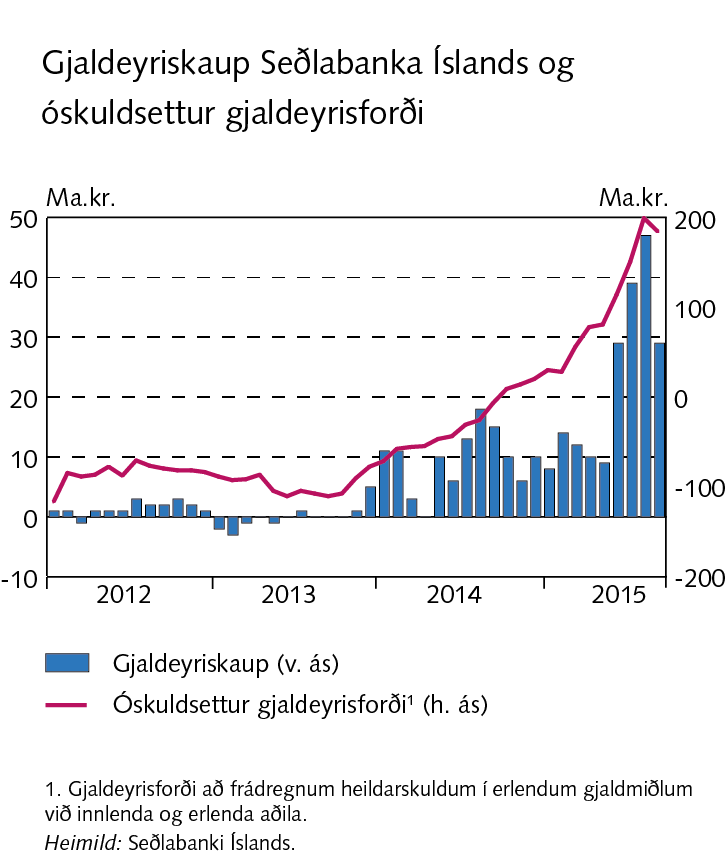 Gjaldeyriskaup Seðlabanka Íslands og
óskuldsettur gjaldeyrisforði
Ma.kr. Ma.kr.
50 200
40
100
30
20 0
10
-100
0
-10 -200
2012 2013 2014 2015
Gjaldeyriskaup (v. ás)
Óskuldsettur gjaldeyrisforði¹ (h. ás)
1. Gjaldeyrisforði að frádregnum heildarskuldum í erlendum gjaldmiðlum
við innlenda og erlenda aðila.
Heimild: Seðlabanki Íslands.